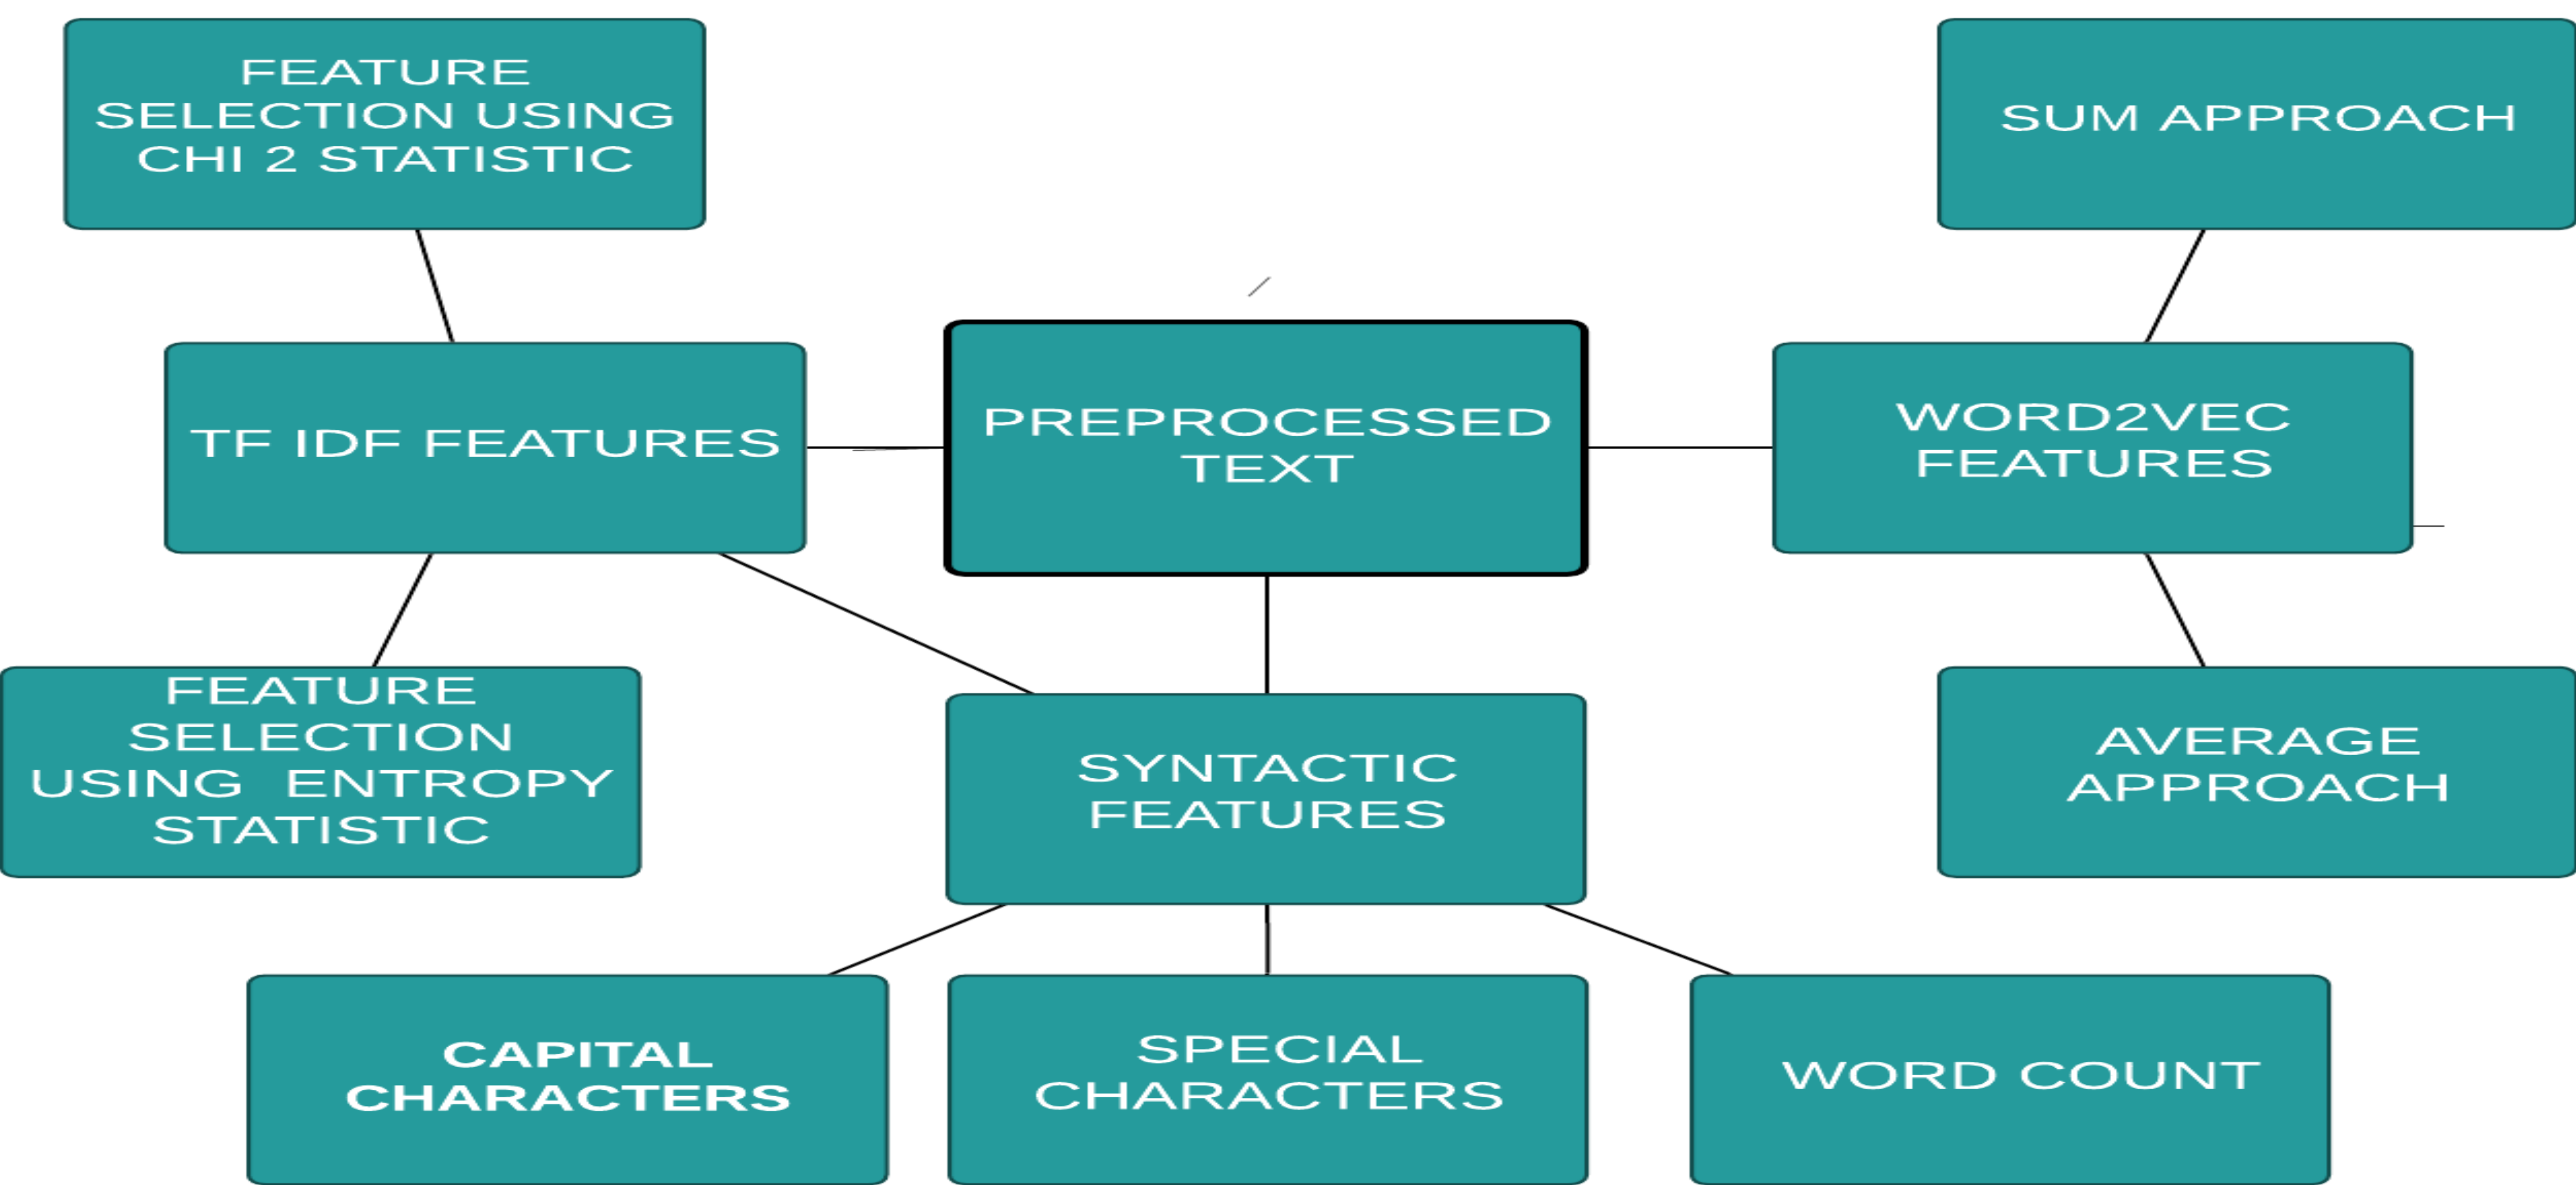 FEATURE
SELECTION USING
CHI 2 STATISTIC
SUM APPROACH
TF IDF FEATURES
PREPROCESSED
TEXT
WORD2VEC
FEATURES
FEATURE
SELECTION
USING  ENTROPY
STATISTIC
SYNTACTIC
FEATURES
AVERAGE
APPROACH
CAPITAL
CHARACTERS
SPECIAL
CHARACTERS
WORD COUNT